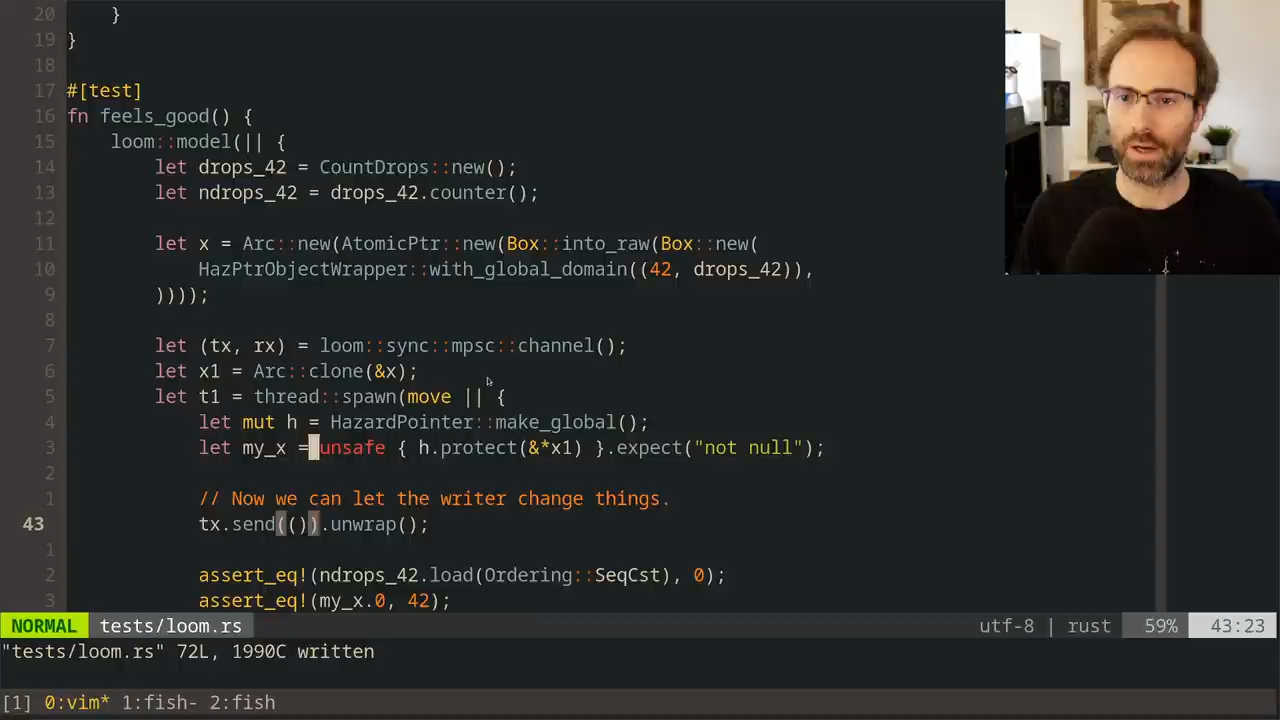 20 }
19 }
18
17 #[test]
16 fn feels_good() {
15 loom::model(|| {
14 let drops_42 = CountDrops::new();
13 let ndrops_42 = drops_42.counter();
12
11 let x = Arc::new(AtomicPtr::new(Box::into_raw(Box::new(
10 HazPtrObjectWrapper::with_global_domain((42, drops_42)),
9 ))));
8
7 let (tx, rx) = loom::sync::mpsc::channel();
6 let x1 = Arc::clone(&x);
5 let t1 = thread::spawn(move || {
4 let mut h = HazardPointer::make_global();
3 let my_x = unsafe { h.protect(&*x1) }.expect("not null");
2
1 // Now we can let the writer change things.
43 tx.send(()).unwrap();
1
2 assert_eq!(ndrops_42.load(Ordering::SeqCst), 0);
3 assert_eq!(my_x.0, 42);
NORMAL tests/loom.rs utf-8 | rust 59% 43:23
"tests/loom.rs" 72L, 1990C written
[1] 0:vim* 1:fish- 2:fish